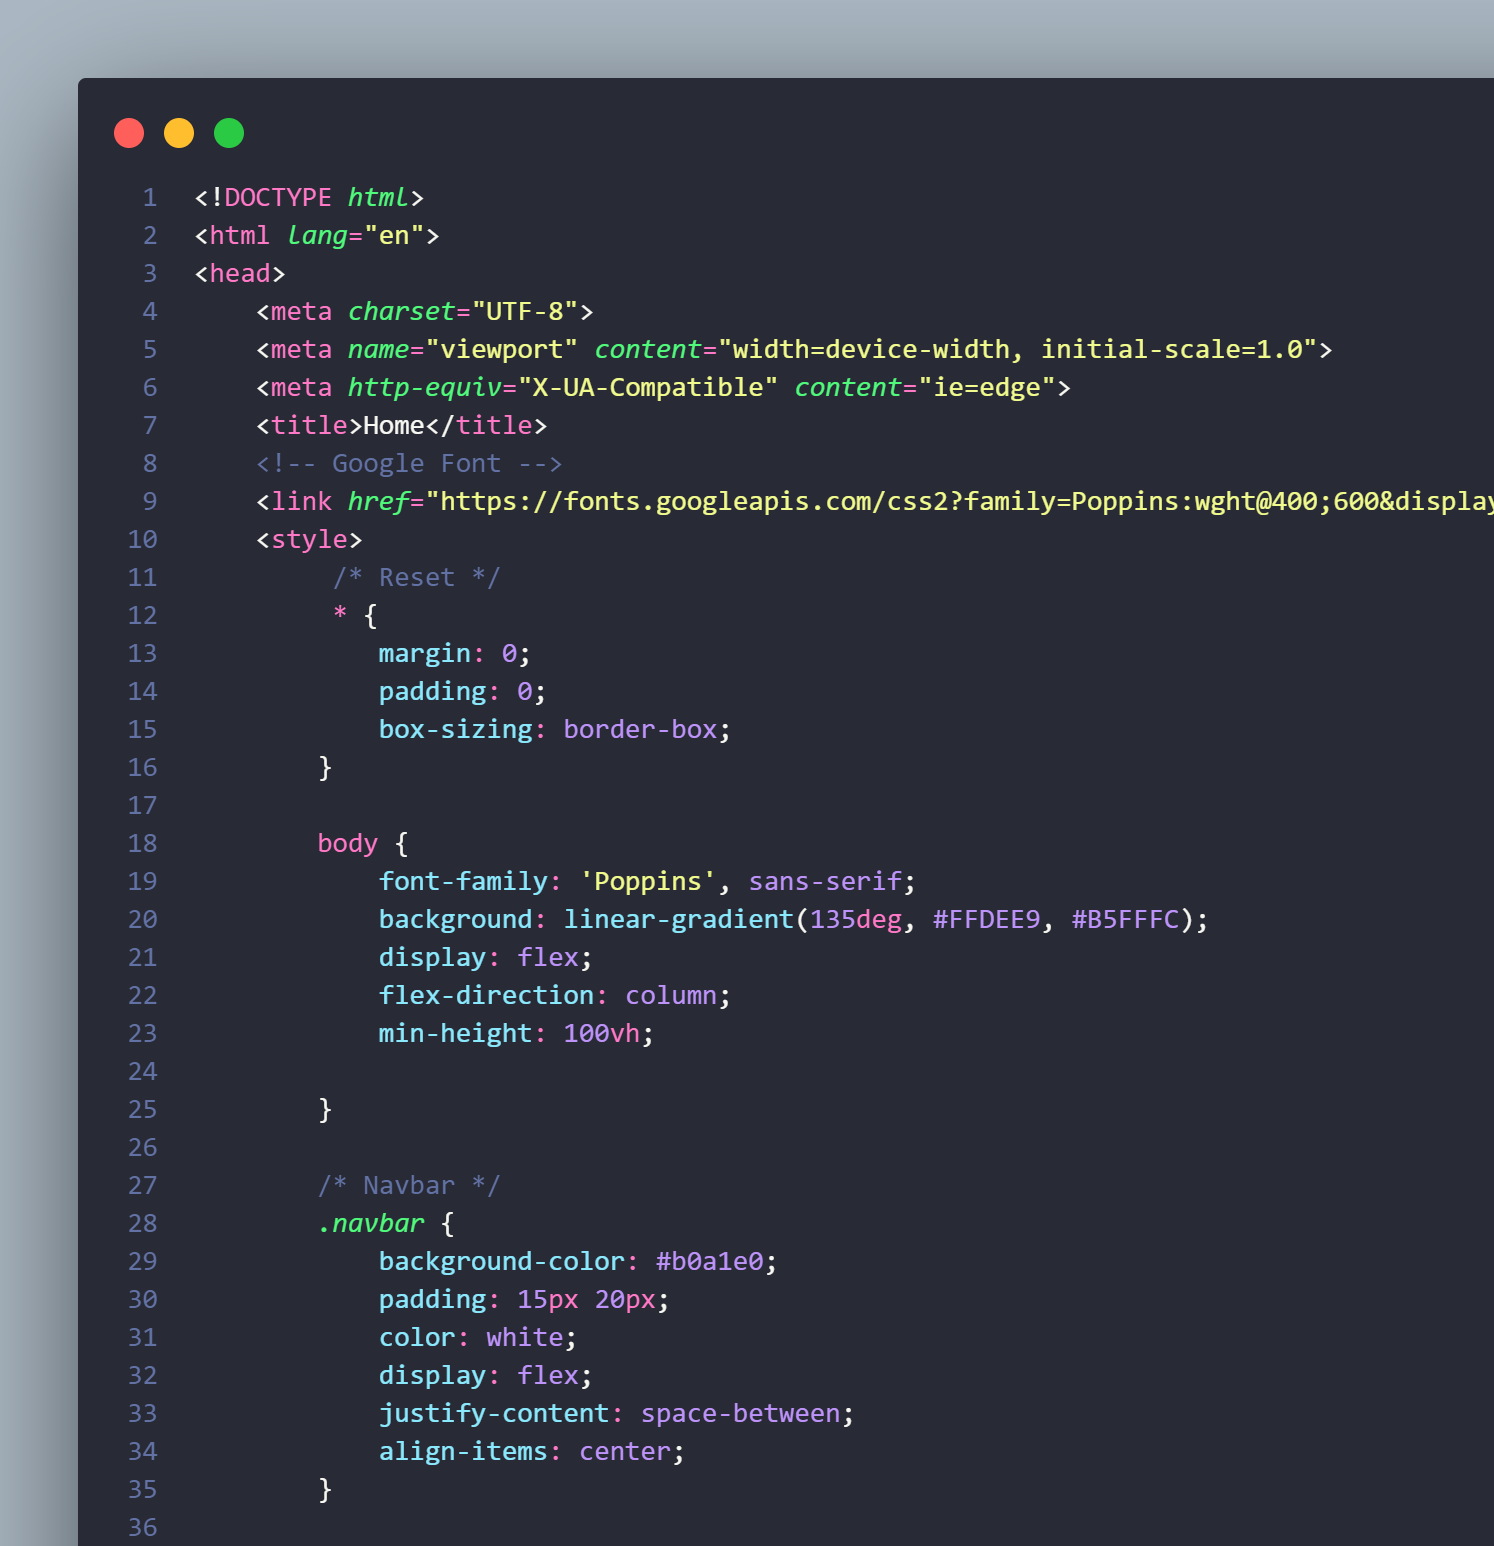 1 <!DOCTYPE html>
2 <html lang="en">
3 <head>
4     <meta charset="UTF-8">
5     <meta name="viewport" content="width=device-width, initial-scale=1.0">
6     <meta http-equiv="X-UA-Compatible" content="ie=edge">
7     <title>Home</title>
8     <!-- Google Font -->
9     <link href="https://fonts.googleapis.com/css2?family=Poppins:wght@400;600&display
10     <style>
11          /* Reset */
12          * {
13             margin: 0;
14             padding: 0;
15             box-sizing: border-box;
16         }
17
18         body {
19             font-family: 'Poppins', sans-serif;
20             background: linear-gradient(135deg, #FFDEE9, #B5FFFC);
21             display: flex;
22             flex-direction: column;
23             min-height: 100vh;
24
25         }
26
27         /* Navbar */
28         .navbar {
29             background-color: #b0a1e0;
30             padding: 15px 20px;
31             color: white;
32             display: flex;
33             justify-content: space-between;
34             align-items: center;
35         }
36